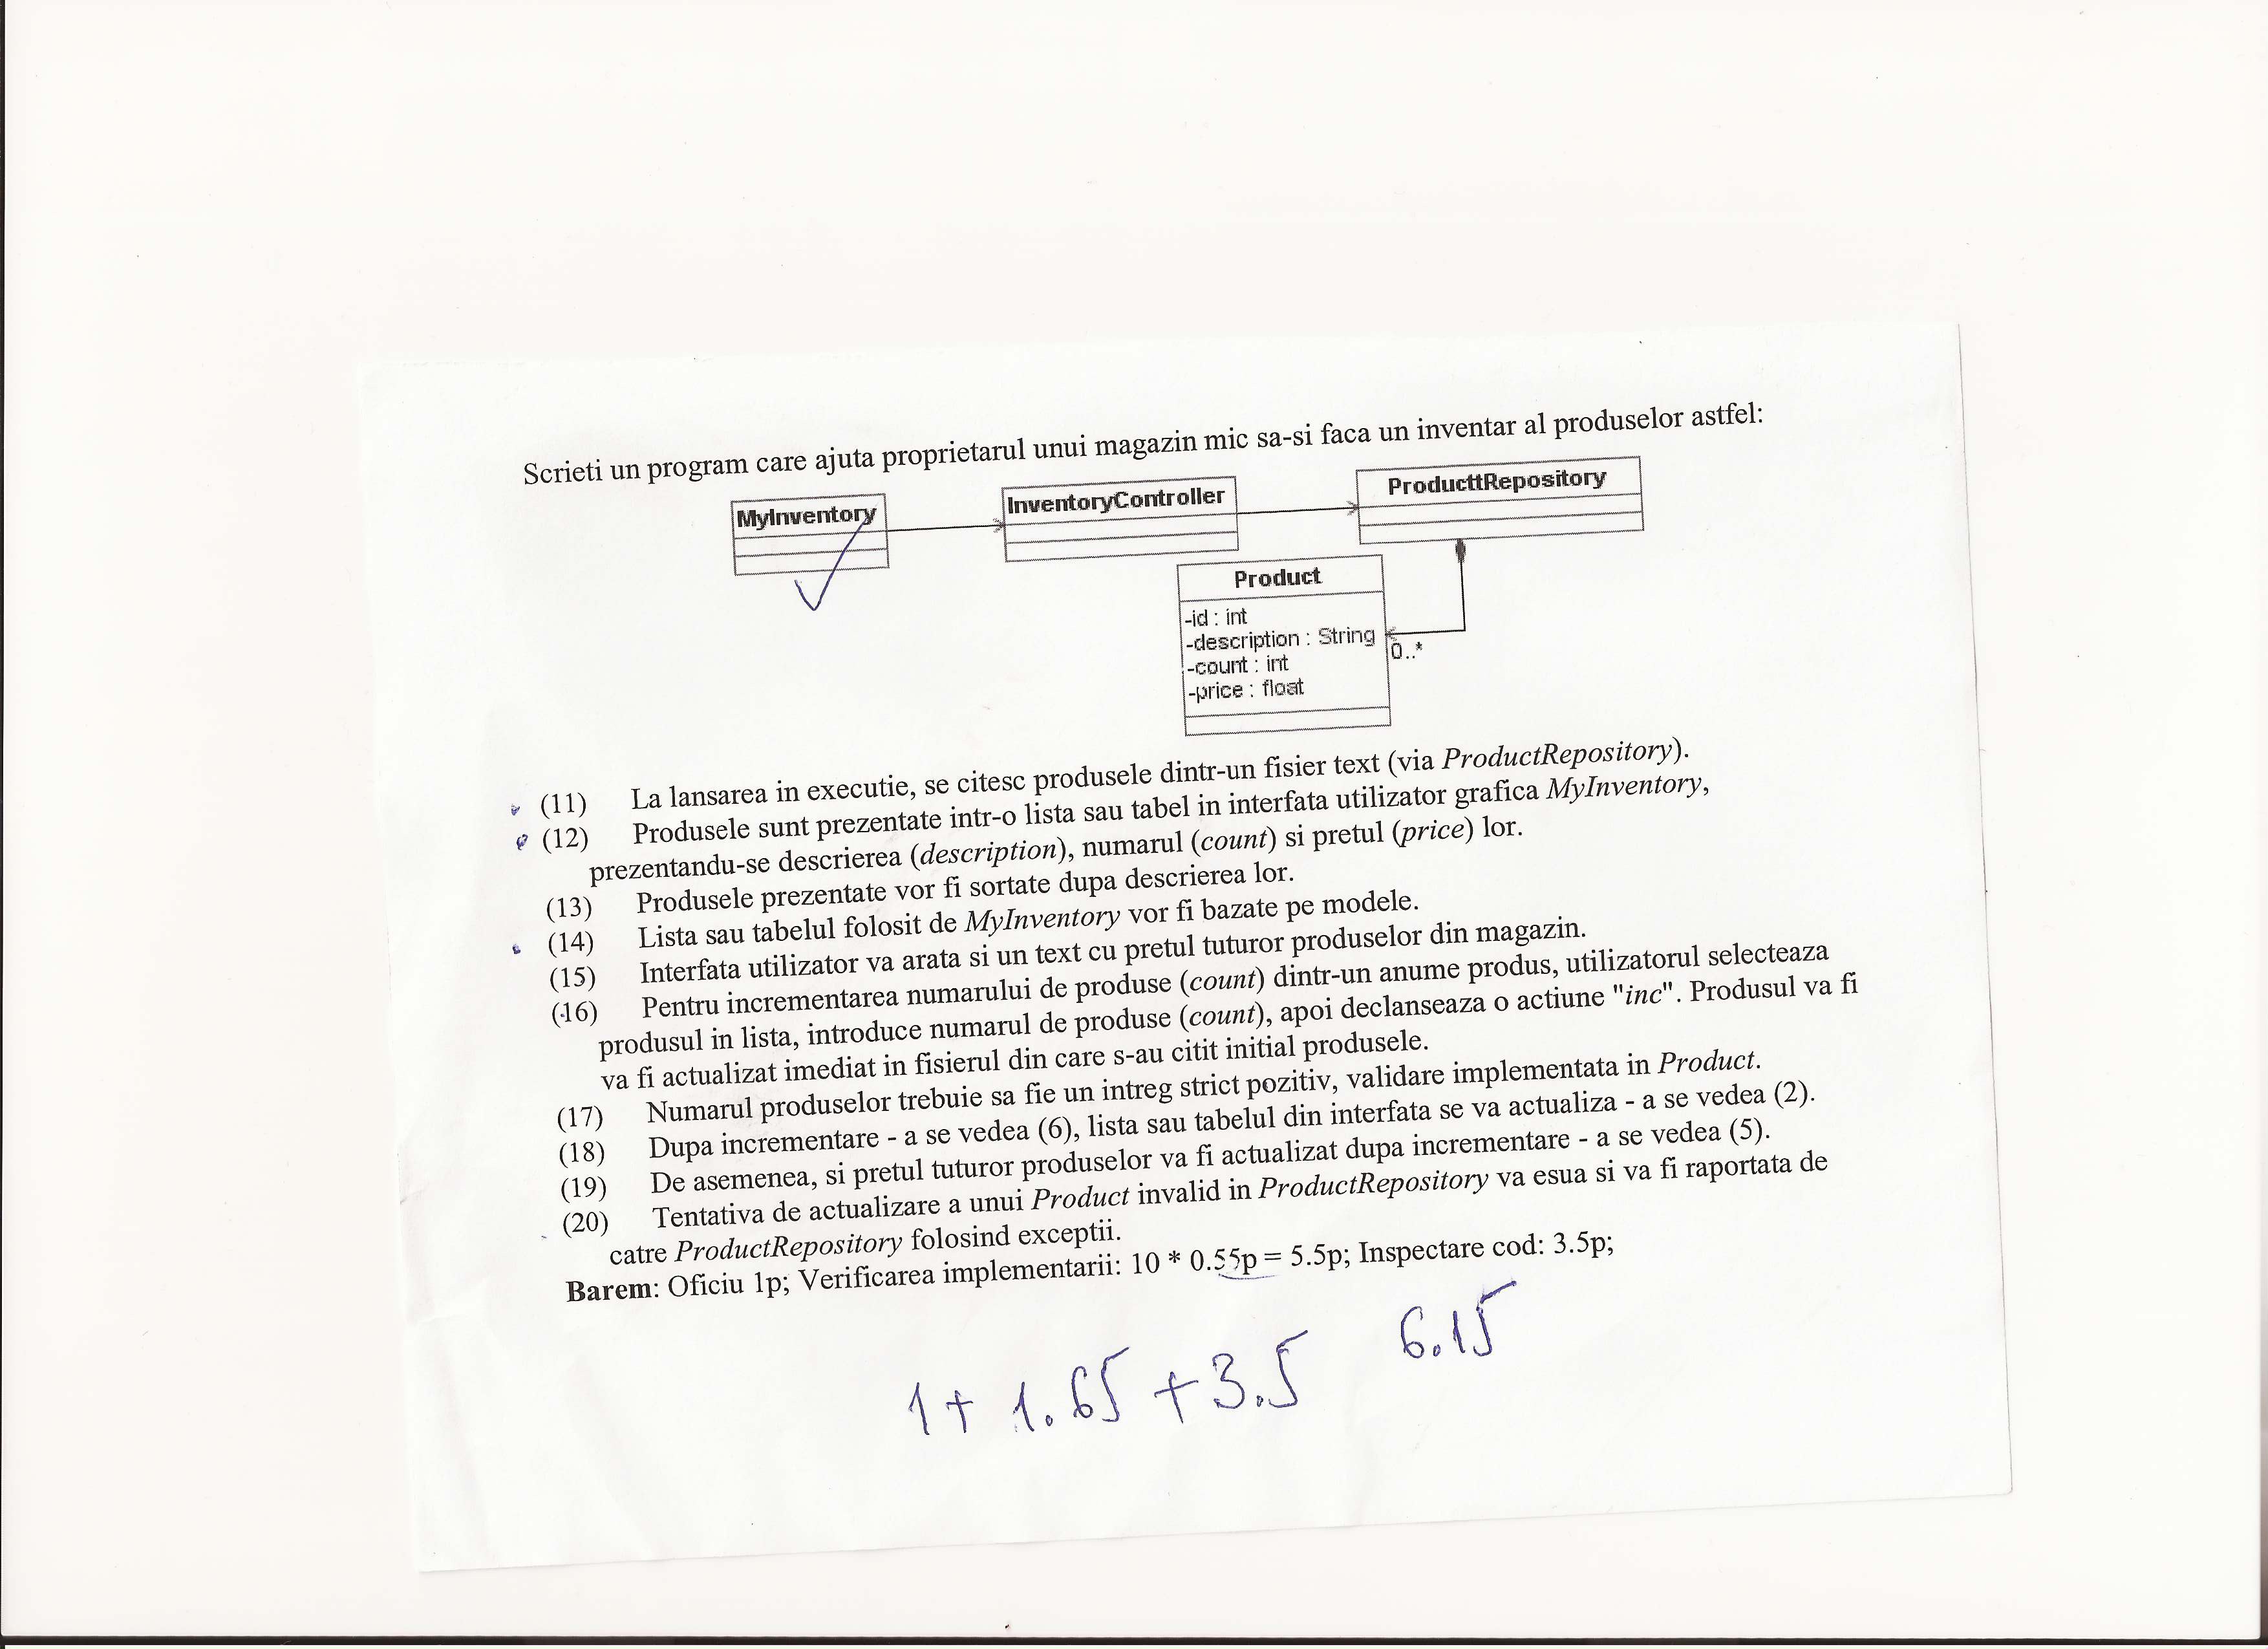 Scrieti un program care ajuta proprietarul unui magazin mic sa-si faca un inventar al produselor astfel:
MyInventory
InventoryController
ProducttRepository
Product
-id : int
-description : String
-count : int
-price : float
0..*
(11) La lansarea in executie, se citesc produsele dintr-un fisier text (via ProductRepository).
(12) Produsele sunt prezentate intr-o lista sau tabel in interfata utilizator grafica MyInventory,
prezentandu-se descrierea (description), numarul (count) si pretul (price) lor.
(13) Produsele prezentate vor fi sortate dupa descrierea lor.
(14) Lista sau tabelul folosit de MyInventory vor fi bazate pe modele.
(15) Interfata utilizator va arata si un text cu pretul tuturor produselor din magazin.
(16) Pentru incrementarea numarului de produse (count) dintr-un anume produs, utilizatorul selecteaza
produsul in lista, introduce numarul de produse (count), apoi declanseaza o actiune "inc". Produsul va fi
va fi actualizat imediat in fisierul din care s-au citit initial produsele.
(17) Numarul produselor trebuie sa fie un intreg strict pozitiv, validare implementata in Product.
(18) Dupa incrementare - a se vedea (6), lista sau tabelul din interfata se va actualiza - a se vedea (2).
(19) De asemenea, si pretul tuturor produselor va fi actualizat dupa incrementare - a se vedea (5).
(20) Tentativa de actualizare a unui Product invalid in ProductRepository va esua si va fi raportata de
catre ProductRepository folosind exceptii.
Barem: Oficiu 1p; Verificarea implementarii: 10 * 0.55p = 5.5p; Inspectare cod: 3.5p;
1 + 1.65 + 3.5 6.15